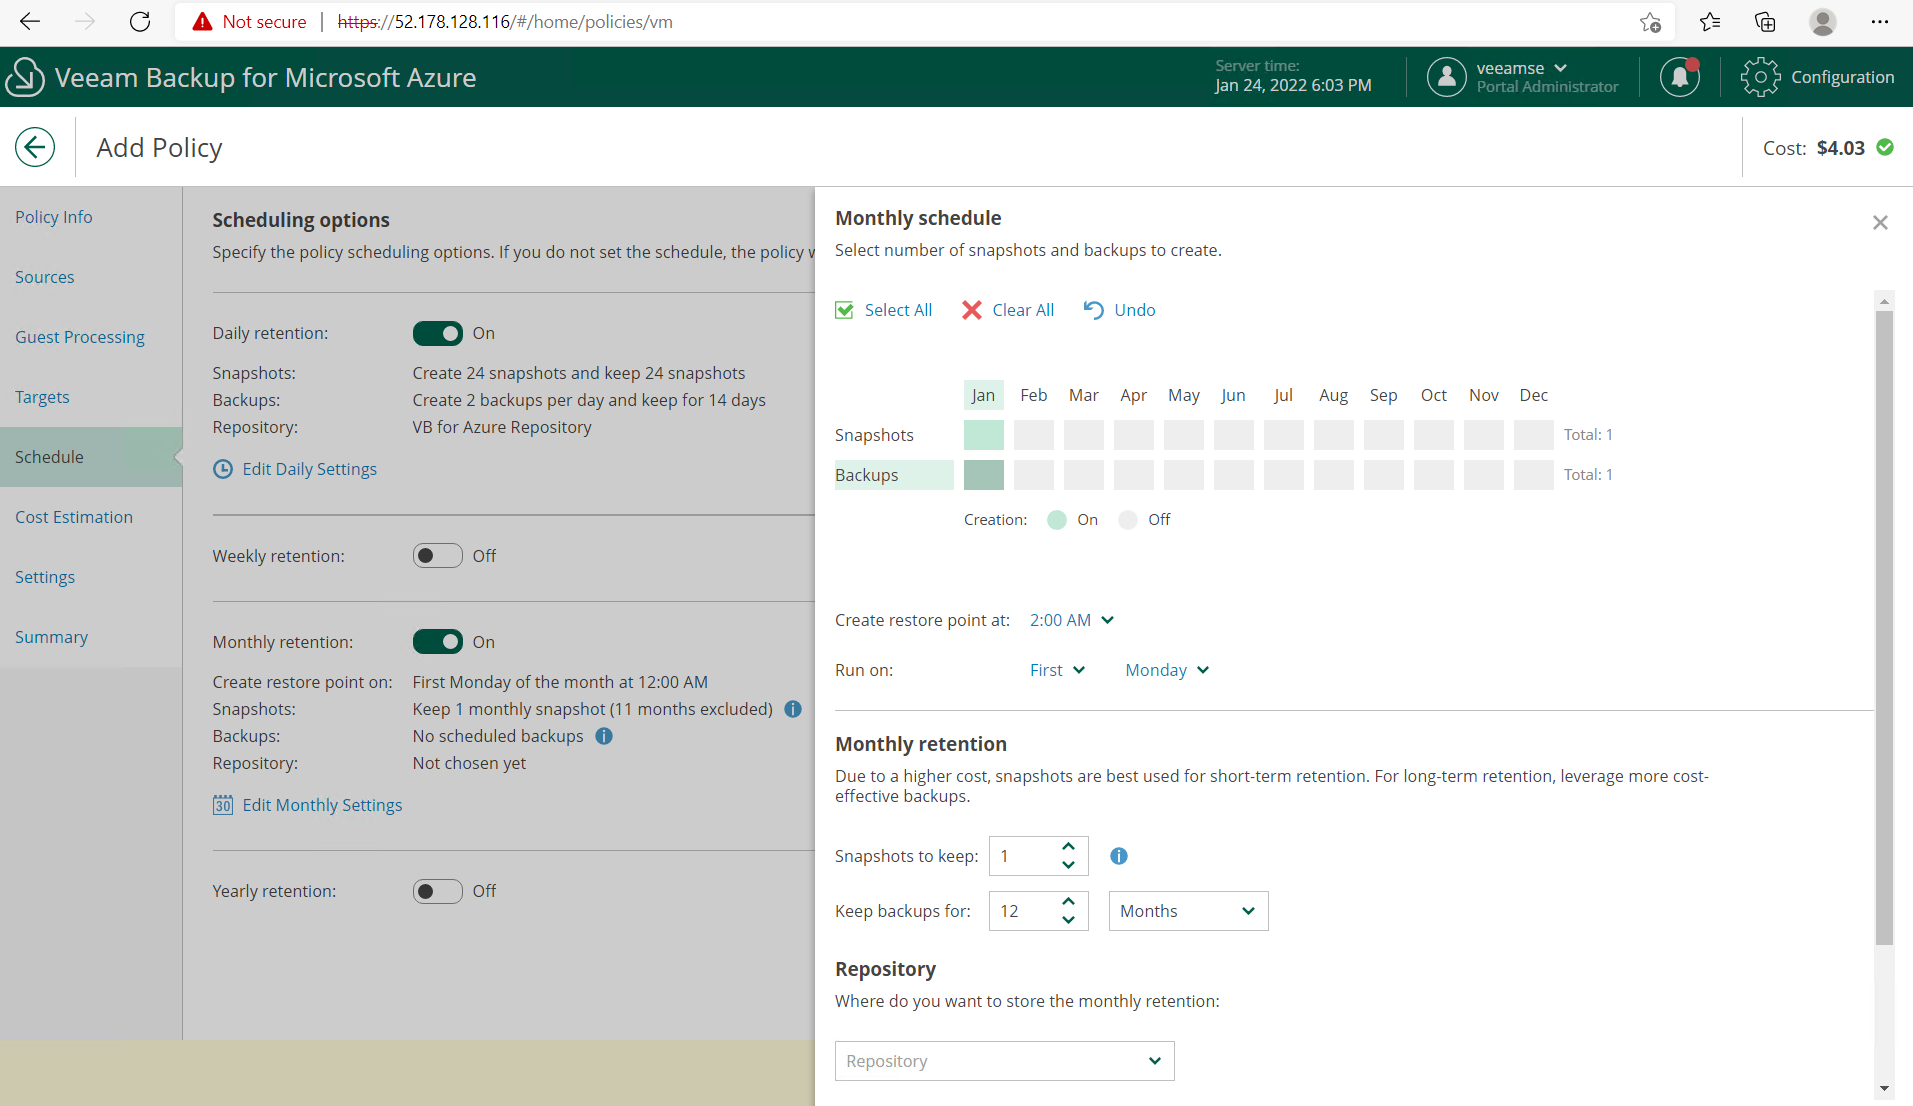 Not secure | https://52.178.128.116/#/home/policies/vm
Veeam Backup for Microsoft Azure
Server time:
Jan 24, 2022 6:03 PM
veeamse
Portal Administrator
Configuration
Add Policy
Cost: $4.03
Policy Info
Sources
Guest Processing
Targets
Schedule
Cost Estimation
Settings
Summary
Scheduling options
Specify the policy scheduling options. If you do not set the schedule, the policy
Daily retention: On
Snapshots: Create 24 snapshots and keep 24 snapshots
Backups: Create 2 backups per day and keep for 14 days
Repository: VB for Azure Repository
Edit Daily Settings
Weekly retention: Off
Monthly retention: On
Create restore point on: First Monday of the month at 12:00 AM
Snapshots: Keep 1 monthly snapshot (11 months excluded)
Backups: No scheduled backups
Repository: Not chosen yet
30 Edit Monthly Settings
Yearly retention: Off
Monthly schedule
Select number of snapshots and backups to create.
Select All Clear All Undo
Jan Feb Mar Apr May Jun Jul Aug Sep Oct Nov Dec
Snapshots Total: 1
Backups Total: 1
Creation: On Off
Create restore point at: 2:00 AM
Run on: First Monday
Monthly retention
Due to a higher cost, snapshots are best used for short-term retention. For long-term retention, leverage more cost-
effective backups.
Snapshots to keep: 1
Keep backups for: 12 Months
Repository
Where do you want to store the monthly retention:
Repository